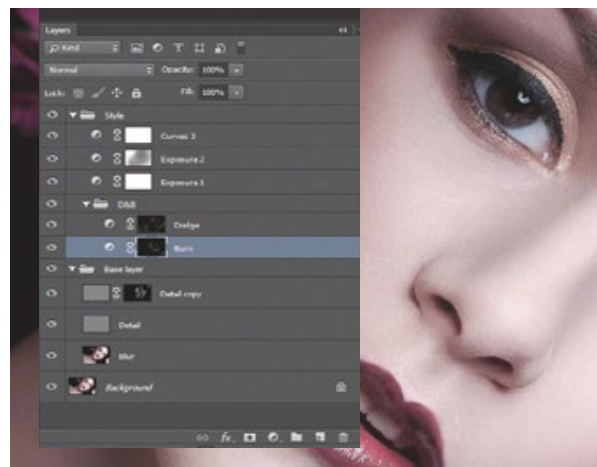 Layers
Kind
Normal Opacity: 100%
Lock: Fill: 100%
Style
Curves 3
Exposure 2
Exposure 1
D&B
Dodge
Burn
Base layer
Detail copy
Detail
Blur
Background
fx